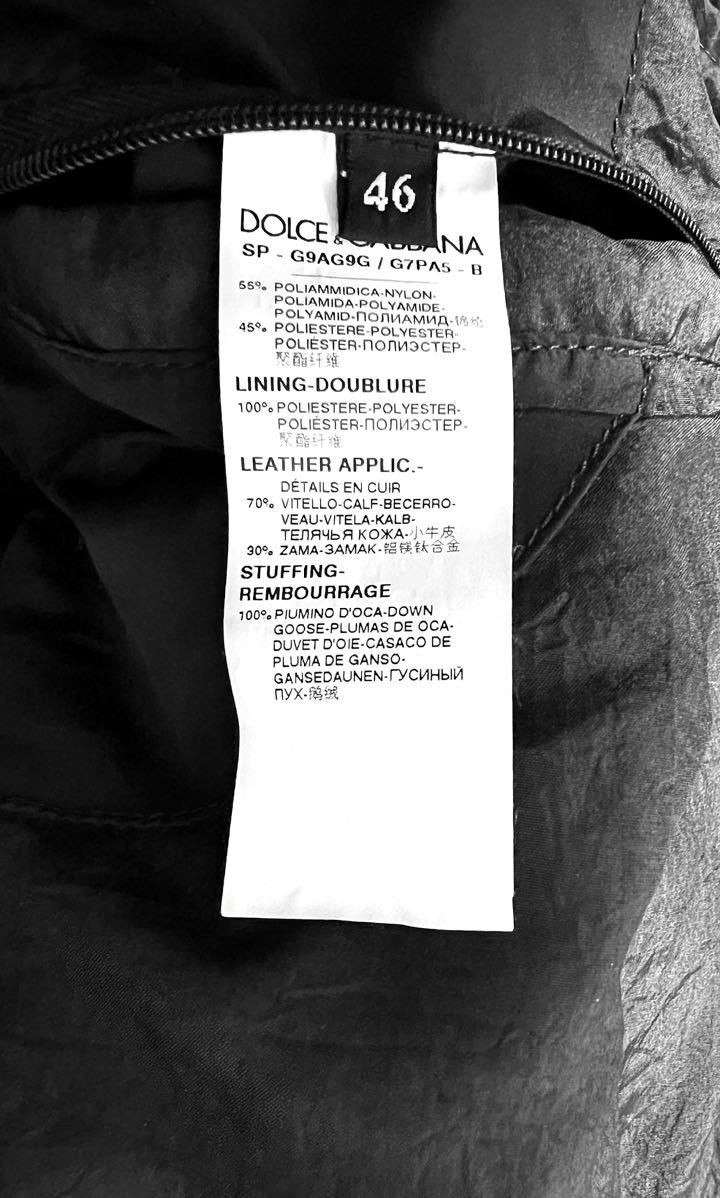 46
DOLCE & GABBANA
SP - G9AG9G / G7PA5 - B
55% POLIAMMIDICA-NYLON-
POLIAMIDA-POLYAMIDE-
POLYAMID-ПОЛИАМИД-锦纶
45% POLIESTERE-POLYESTER-
POLIÉSTER-ПОЛИЭСТЕР-
聚酯纤维
LINING-DOUBLURE
100% POLIESTERE-POLYESTER-
POLIÉSTER-ПОЛИЭСТЕР-
聚酯纤维
LEATHER APPLIC.-
DÉTAILS EN CUIR
70% VITELLO-CALF-BECERRO-
VEAU-VITELA-KALB-
ТЕЛЯЧЬЯ КОЖА-小牛皮
30% ZAMA-ЗАМАК-铝镁钛合金
STUFFING-
REMBOURRAGE
100% PIUMINO D'OCA-DOWN
GOOSE-PLUMAS DE OCA-
DUVET D'OIE-CASACO DE
PLUMA DE GANSO-
GANSEDAUNEN-ГУСИНЫЙ
ПУХ-鹅绒